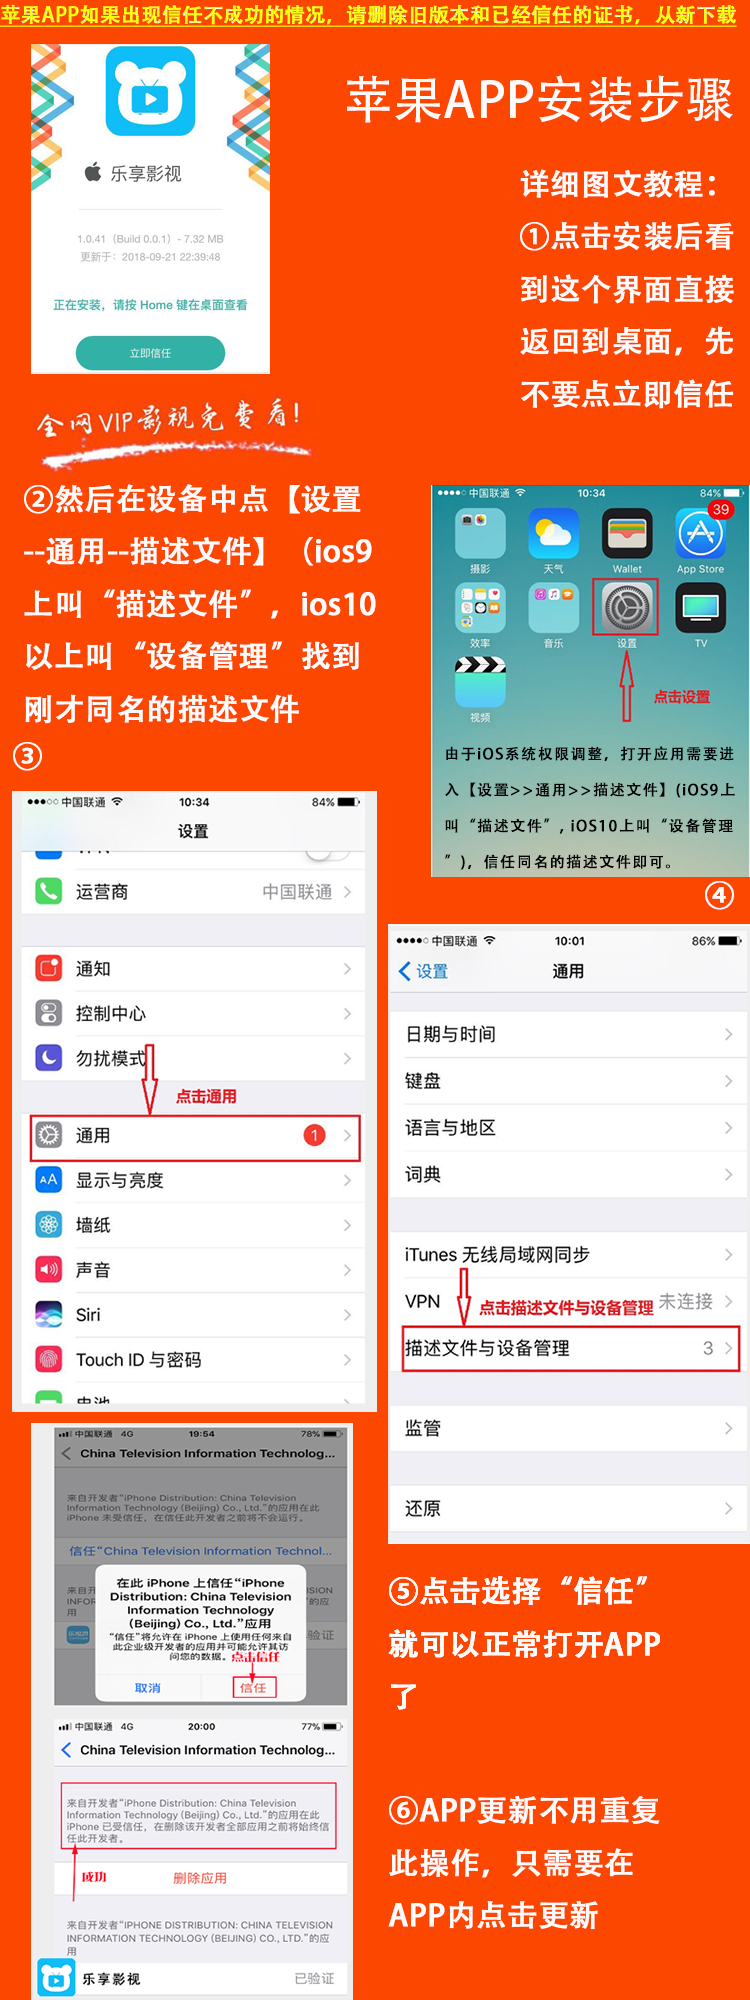 苹果APP如果出现信任不成功的情况，请删除旧版本和已经信任的证书，从新下载
苹果APP安装步骤
乐享影视
1.0.41（Build 0.0.1）- 7.32 MB
更新于：2018-09-21 22:39:48
正在安装，请按 Home 键在桌面查看
立即信任
详细图文教程：
①点击安装后看
到这个界面直接
返回到桌面，先
不要点立即信任
全网VIP影视免费看!
②然后在设备中点【设置
--通用--描述文件】（ios9
上叫“描述文件”，ios10
以上叫“设备管理”找到
刚才同名的描述文件
③
中国联通 10:34 84%
39
摄影 天气 Wallet App Store
效率 音乐 设置 TV
点击设置
视频
由于iOS系统权限调整，打开应用需要进
入【设置>>通用>>描述文件】(iOS9上
叫“描述文件”, iOS10上叫“设备管理
”)，信任同名的描述文件即可。
④
中国联通 10:34 84%
设置
运营商 中国联通
通知
控制中心
勿扰模式
点击通用
通用 1
AA 显示与亮度
墙纸
声音
Siri
Touch ID 与密码
中国联通 10:01 86%
设置 通用
日期与时间
键盘
语言与地区
词典
iTunes 无线局域网同步
VPN 未连接
点击描述文件与设备管理
描述文件与设备管理 3
监管
还原
中国联通 4G 19:54 78%
China Television Information Technolog...
来自开发者“iPhone Distribution: China Television
Information Technology (Beijing) Co., Ltd.”的应用在此
iPhone 未受信任，在信任此开发者之前将不会运行。
信任“China Television Information Technol...
在此 iPhone 上信任“iPhone
Distribution: China Television
Information Technology
(Beijing) Co., Ltd.”应用
“信任”将允许在 iPhone 上使用任何来自
此企业级开发者的应用并可能允许其访
问您的数据。
点击信任
取消 信任
验证
⑤点击选择“信任”
就可以正常打开APP
了
中国联通 4G 20:00 77%
China Television Information Technolog...
来自开发者“iPhone Distribution: China Television
Information Technology (Beijing) Co., Ltd.”的应用在此
iPhone 已受信任，在删除该开发者全部应用之前将始终信
任此开发者。
成功
删除应用
来自开发者“IPHONE DISTRIBUTION: CHINA TELEVISION
INFORMATION TECHNOLOGY (BEIJING) CO., LTD.”的应
用
乐享影视 已验证
⑥APP更新不用重复
此操作，只需要在
APP内点击更新